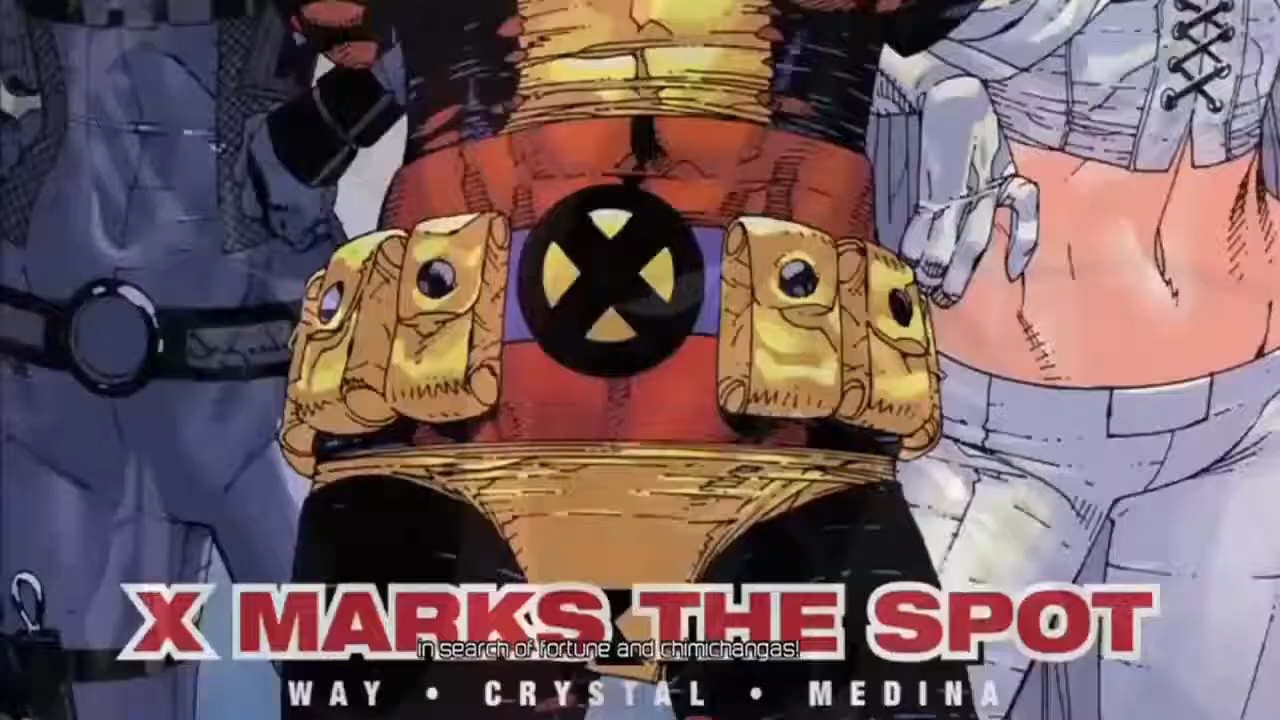 X MARKS THE SPOT
in search of fortune and chimichangas!
WAY • CRYSTAL • MEDINA